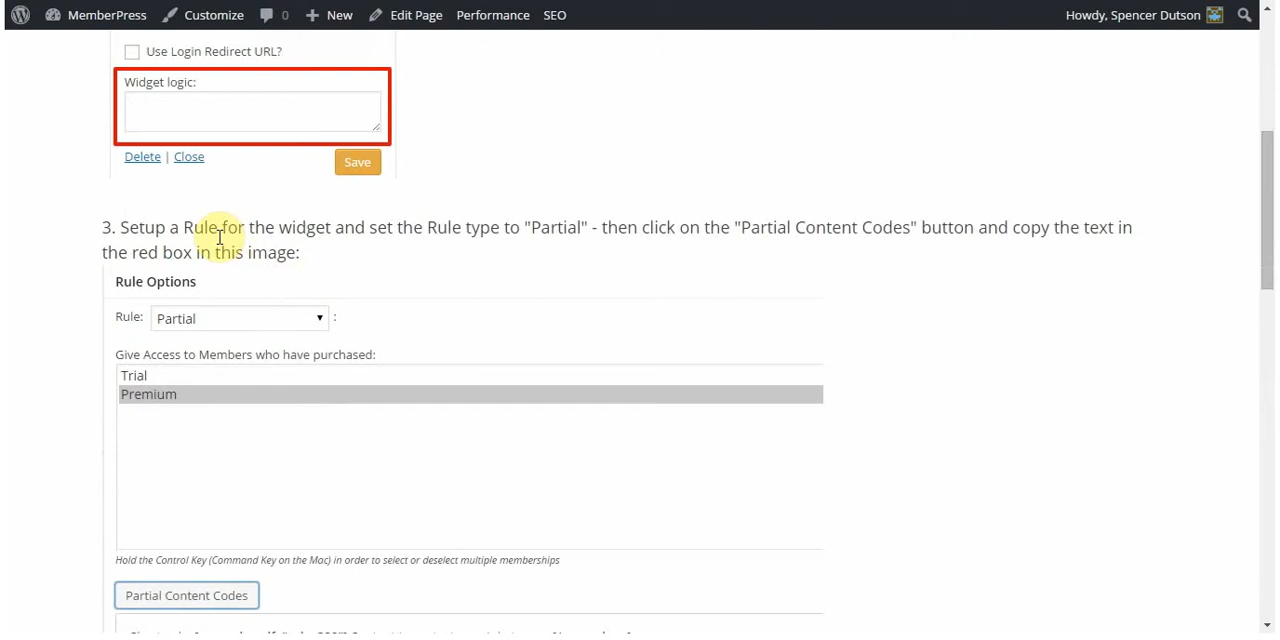 MemberPress Customize 0 New Edit Page Performance SEO Howdy, Spencer Dutson
Use Login Redirect URL?
Widget logic:
Delete | Close
Save
3. Setup a Rule for the widget and set the Rule type to "Partial" - then click on the "Partial Content Codes" button and copy the text in
the red box in this image:
Rule Options
Rule: Partial :
Give Access to Members who have purchased:
Trial
Premium
Hold the Control Key (Command Key on the Mac) in order to select or deselect multiple memberships
Partial Content Codes